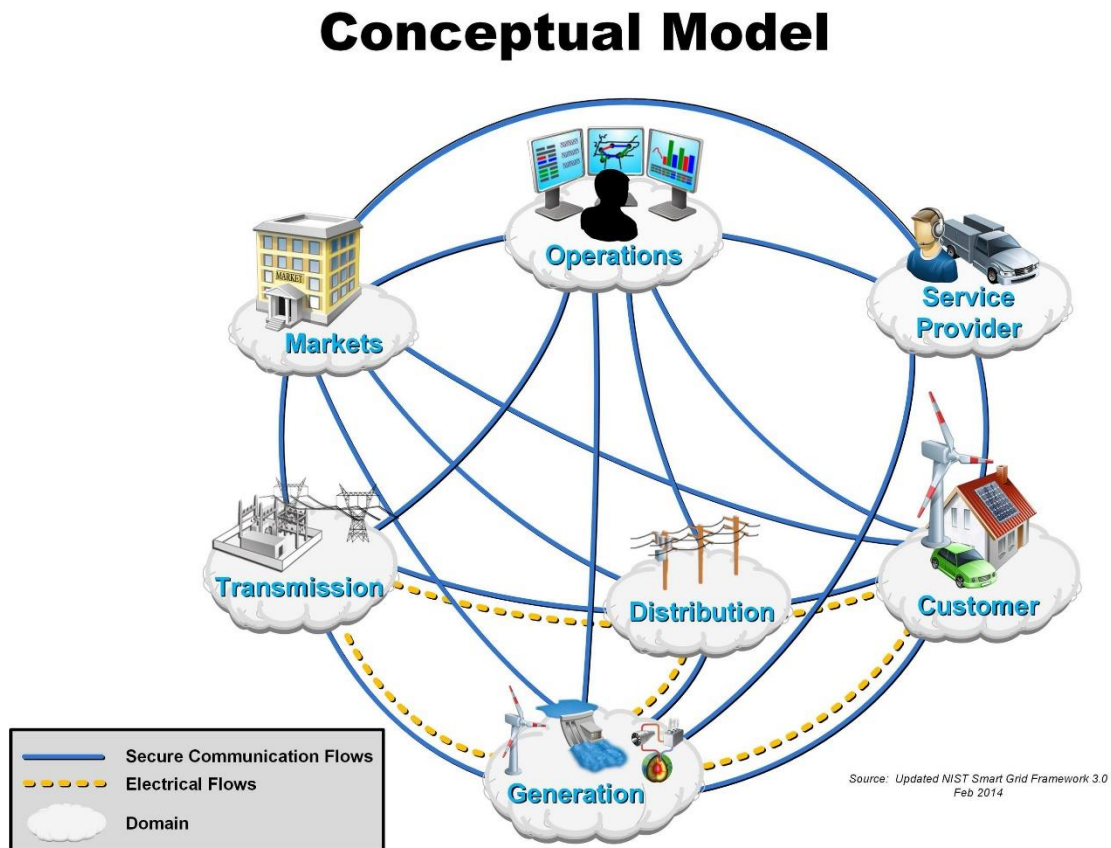 Conceptual Model
Operations
MARKET
Markets
Service
Provider
Transmission
Distribution
Customer
Generation
Secure Communication Flows
Electrical Flows
Domain
Source: Updated NIST Smart Grid Framework 3.0
Feb 2014